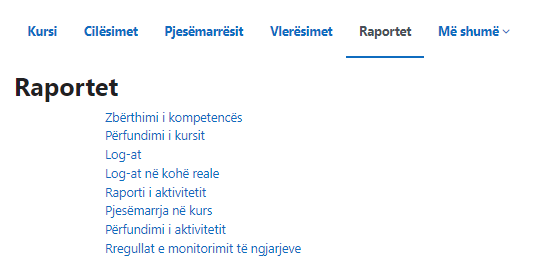 Kursi Cilësimet Pjesëmarrësit Vlerësimet Raportet Më shumë
Raportet
Zbërthimi i kompetencës
Përfundimi i kursit
Log-at
Log-at në kohë reale
Raporti i aktivitetit
Pjesëmarrja në kurs
Përfundimi i aktivitetit
Rregullat e monitorimit të ngjarjeve